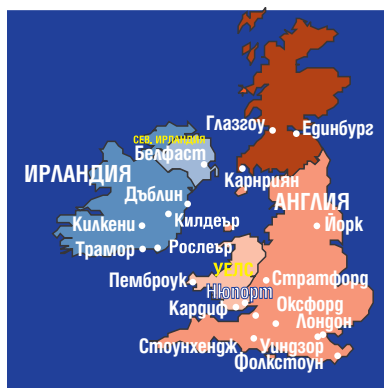 Глазгоу
Единбург
СЕВ. ИРЛАНДИЯ
Белфаст
ИРЛАНДИЯ
Карнриян
Дъблин
АНГЛИЯ
Килкени
Килдеър
Йорк
Трамор
Рослеър
УЕЛС
Пемброук
Стратфорд
Нюпорт
Кардиф
Оксфорд
Лондон
Стоунхендж
Уиндзор
Фолкстоун